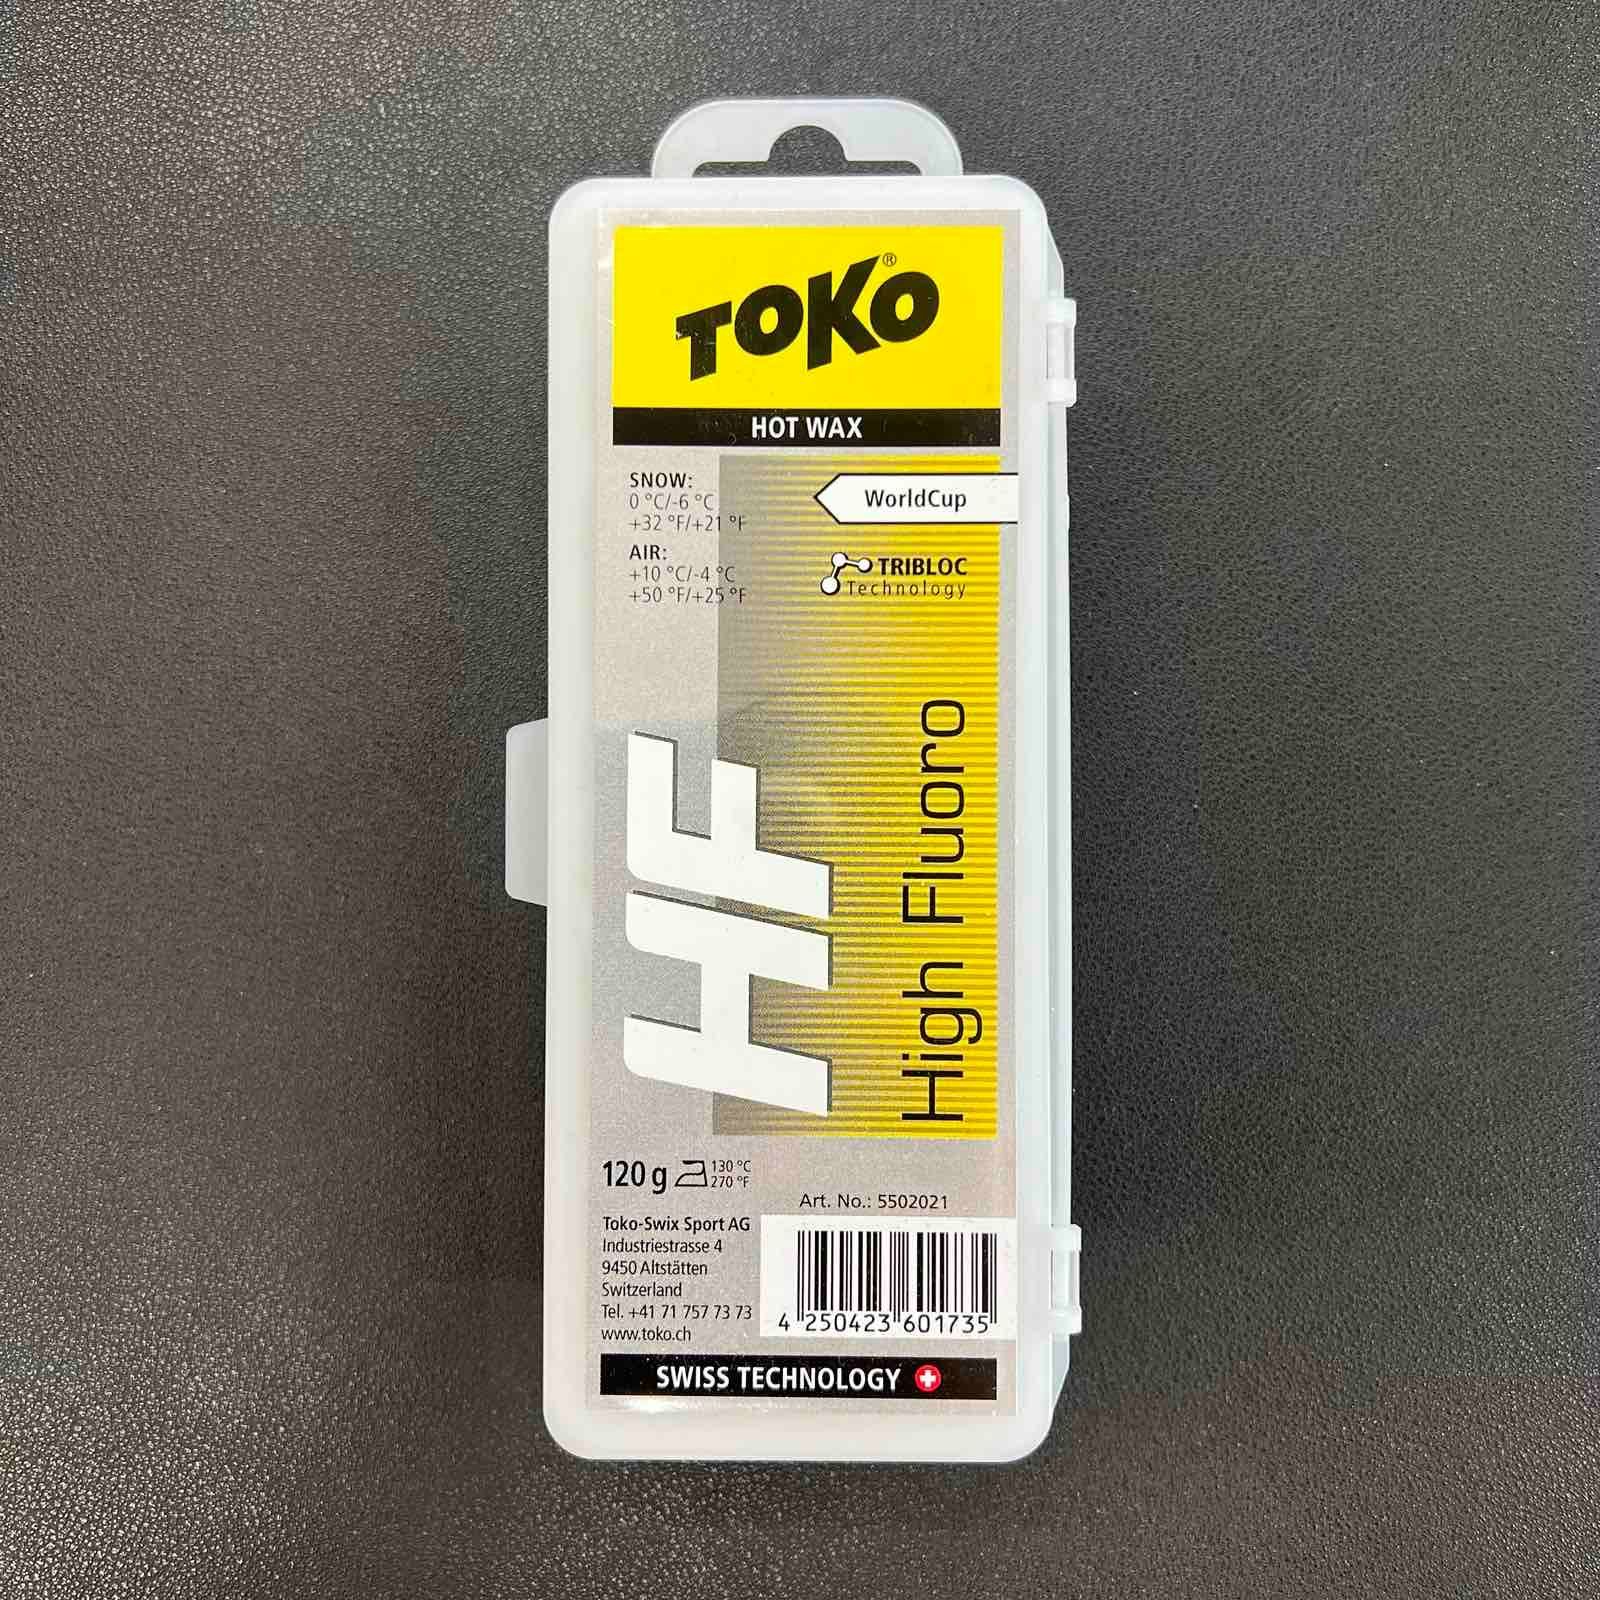 TOKO®
HOT WAX
SNOW:
0 °C/-6 °C
+32 °F/+21 °F
AIR:
+10 °C/-4 °C
+50 °F/+25 °F
WorldCup
TRIBLOC
Technology
HF
High Fluoro
120 g
130 °C
270 °F
Art. No.: 5502021
Toko-Swix Sport AG
Industriestrasse 4
9450 Altstätten
Switzerland
Tel. +41 71 757 73 73
www.toko.ch
4 250423 601735
SWISS TECHNOLOGY